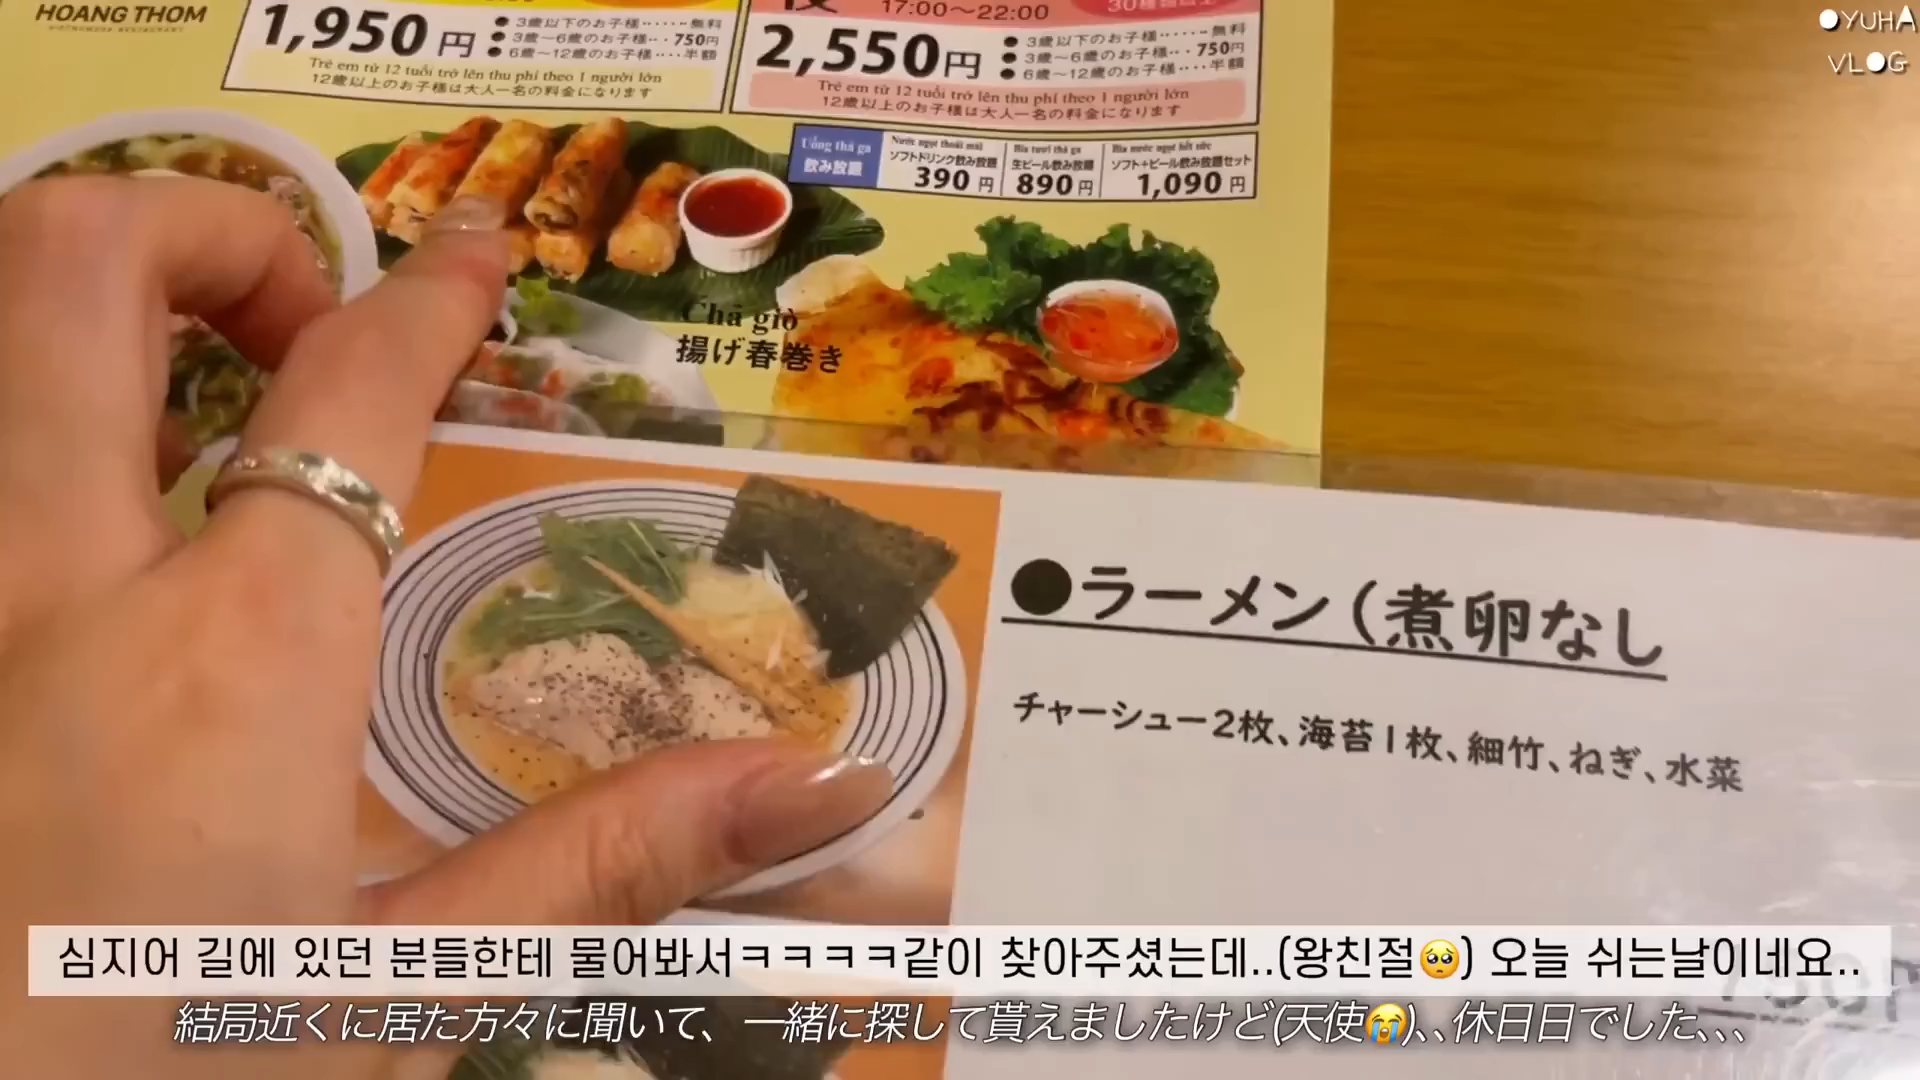 HOANG THOM
1,950円
● 3歳以下のお子様・・・・・・無料
● 3歳～6歳のお子様・・750円
● 6歳～12歳のお子様・・・・半額
Trẻ em từ 12 tuổi trở lên thu phí theo 1 người lớn
12歳以上のお子様は大人一名の料金になります
17:00～22:00
2,550円
● 3歳以下のお子様・・・・・・無料
● 3歳～6歳のお子様・・750円
● 6歳～12歳のお子様・・・・半額
Trẻ em từ 12 tuổi trở lên thu phí theo 1 người lớn
12歳以上のお子様は大人一名の料金になります
●YUHA
VLOG
Uống thả ga
飲み放題
Nước ngọt thoải mái
ソフトドリンク飲み放題
390円
Bia tươi thả ga
生ビール飲み放題
890円
Bia nước ngọt hết sức
ソフト+ビール飲み放題セット
1,090円
Chả giò
揚げ春巻き
●ラーメン(煮卵なし
チャーシュー2枚、海苔1枚、細竹、ねぎ、水菜
심지어 길에 있던 분들한테 물어봐서ㅋㅋㅋㅋ같이 찾아주셨는데..(왕친절🥺) 오늘 쉬는날이네요..
結局近くに居た方々に聞いて、一緒に探して貰えましたけど(天使😭)、、休日日でした、、、